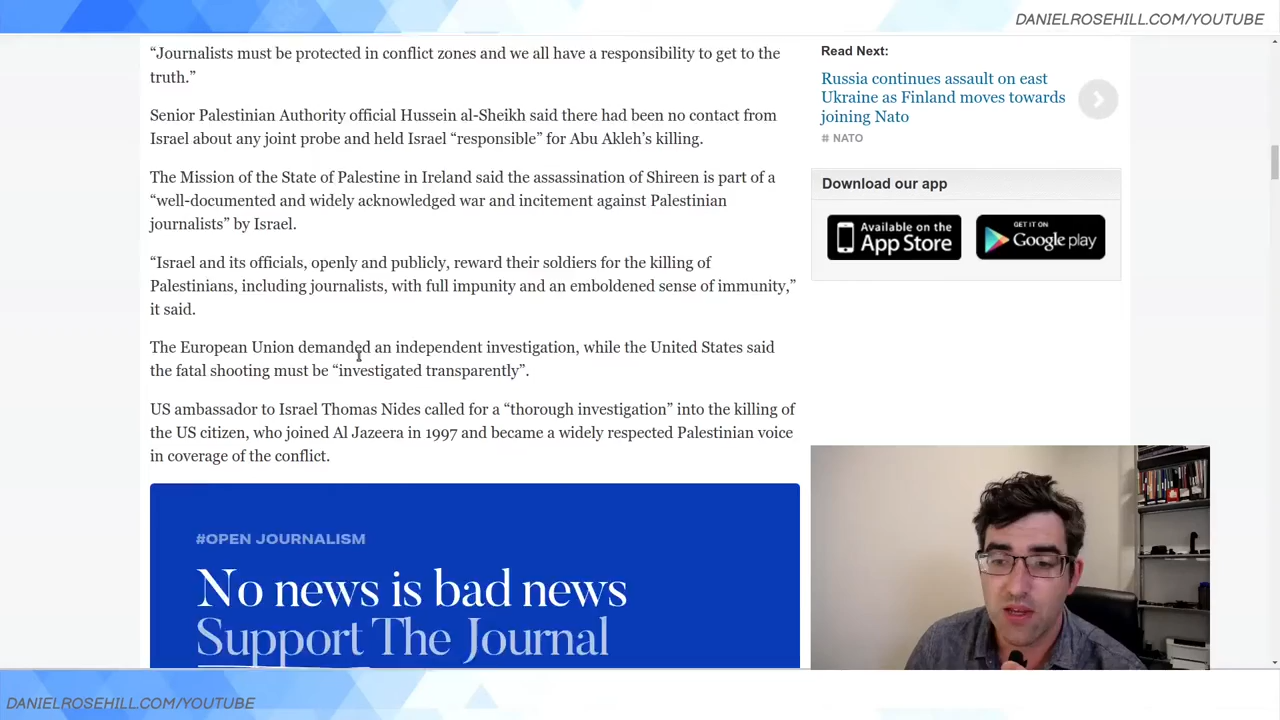 DANIELROSEHILL.COM/YOUTUBE
“Journalists must be protected in conflict zones and we all have a responsibility to get to the
truth.”
Senior Palestinian Authority official Hussein al-Sheikh said there had been no contact from
Israel about any joint probe and held Israel “responsible” for Abu Akleh’s killing.
The Mission of the State of Palestine in Ireland said the assassination of Shireen is part of a
“well-documented and widely acknowledged war and incitement against Palestinian
journalists” by Israel.
“Israel and its officials, openly and publicly, reward their soldiers for the killing of
Palestinians, including journalists, with full impunity and an emboldened sense of immunity,”
it said.
The European Union demanded an independent investigation, while the United States said
the fatal shooting must be “investigated transparently”.
US ambassador to Israel Thomas Nides called for a “thorough investigation” into the killing of
the US citizen, who joined Al Jazeera in 1997 and became a widely respected Palestinian voice
in coverage of the conflict.
#OPEN JOURNALISM
No news is bad news
Support The Journal
Read Next:
Russia continues assault on east
Ukraine as Finland moves towards
joining Nato
# NATO
Download our app
Available on the
App Store
GET IT ON
Google play
DANIELROSEHILL.COM/YOUTUBE